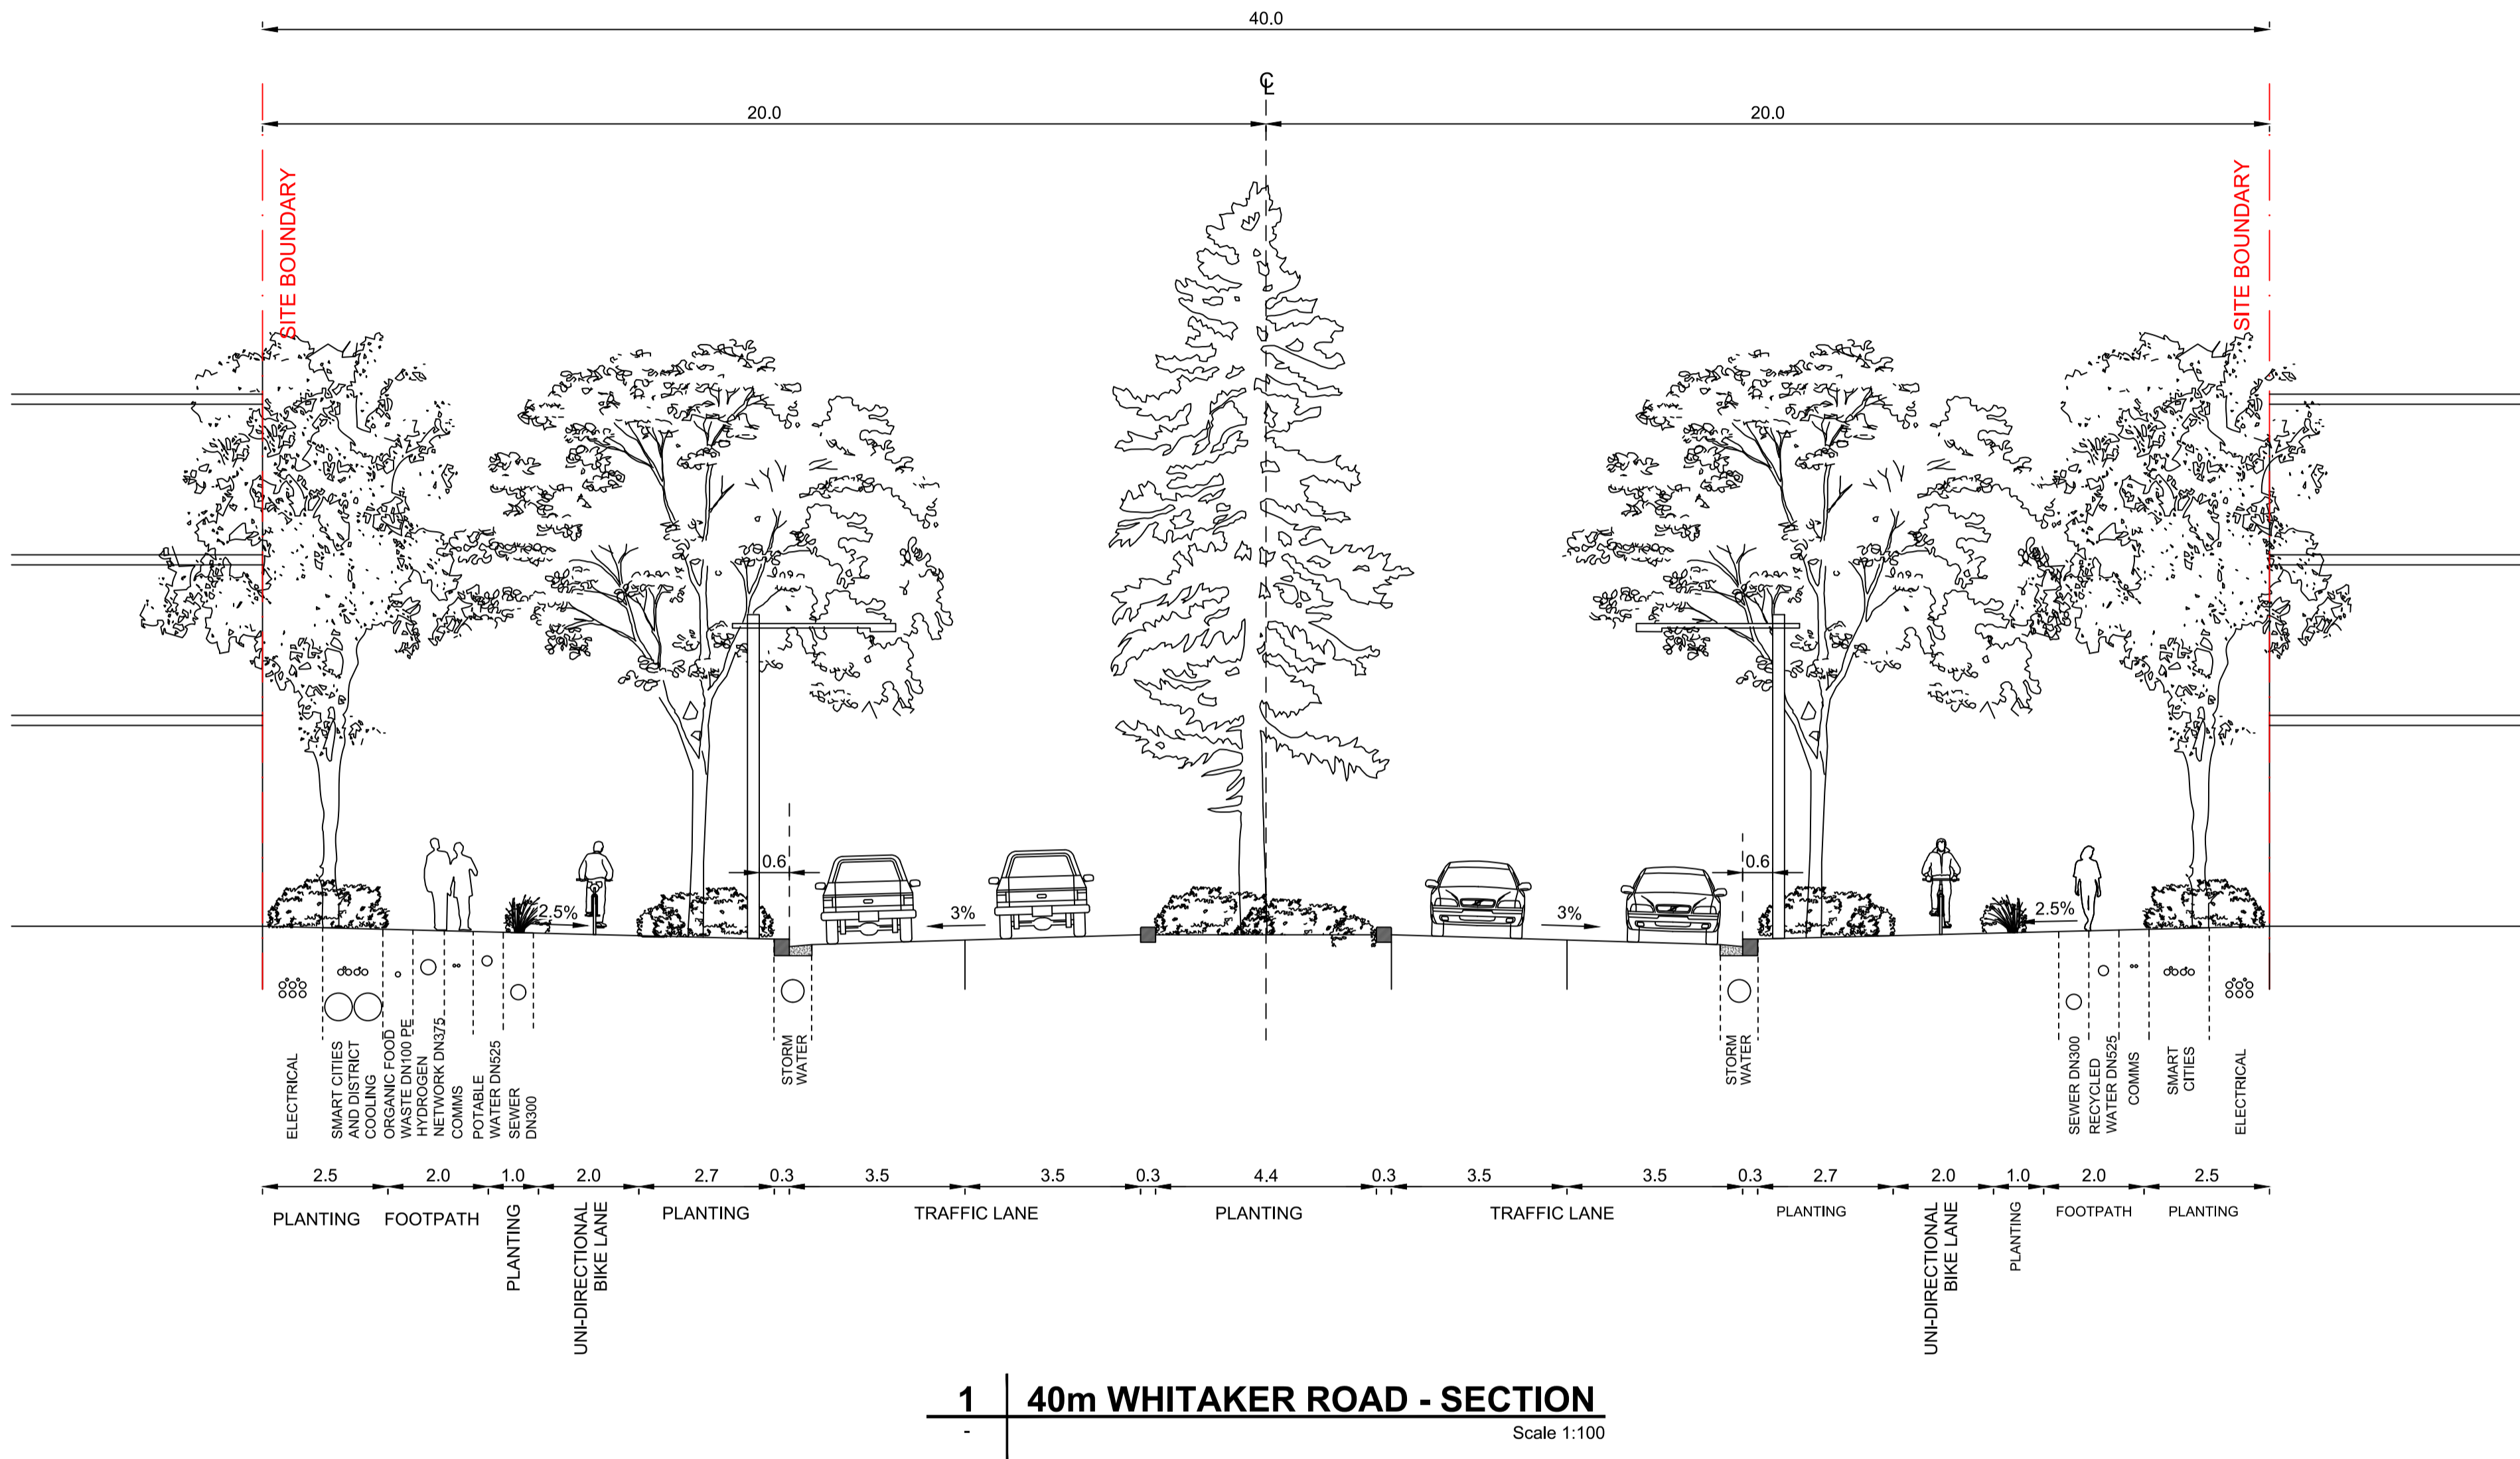 40.0
℄
20.0
20.0
SITE BOUNDARY
SITE BOUNDARY
0.6
0.6
2.5%
3%
3%
2.5%
ELECTRICAL
SMART CITIES
AND DISTRICT
COOLING
ORGANIC FOOD
WASTE DN100 PE
HYDROGEN
NETWORK DN375
COMMS
POTABLE
WATER DN525
SEWER
DN300
STORM
WATER
STORM
WATER
SEWER DN300
RECYCLED
WATER DN525
COMMS
SMART
CITIES
ELECTRICAL
2.5 2.0 1.0 2.0 2.7 0.3 3.5 3.5 0.3 4.4 0.3 3.5 3.5 0.3 2.7 2.0 1.0 2.0 2.5
PLANTING
FOOTPATH
PLANTING
UNI-DIRECTIONAL
BIKE LANE
PLANTING
TRAFFIC LANE
PLANTING
TRAFFIC LANE
PLANTING
UNI-DIRECTIONAL
BIKE LANE
PLANTING
FOOTPATH
PLANTING
1
-
40m WHITAKER ROAD - SECTION
Scale 1:100